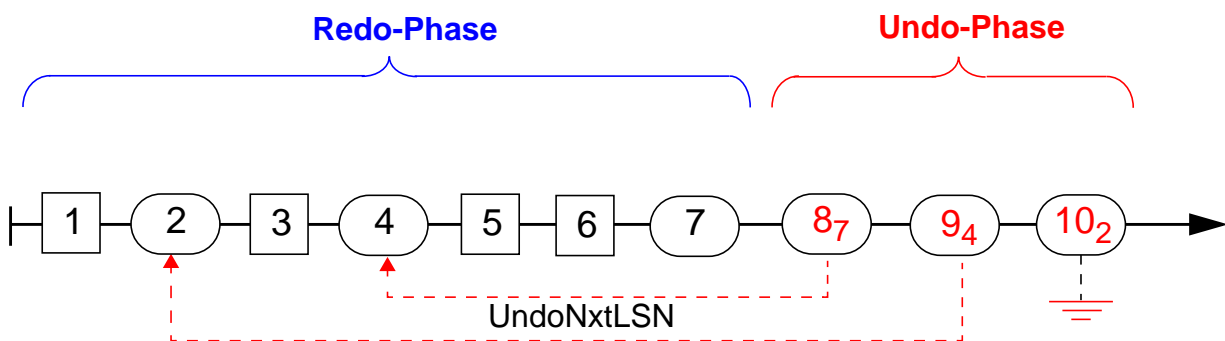 Redo-Phase Undo-Phase
1 2 3 4 5 6 7 8₇ 9₄ 10₂
UndoNxtLSN